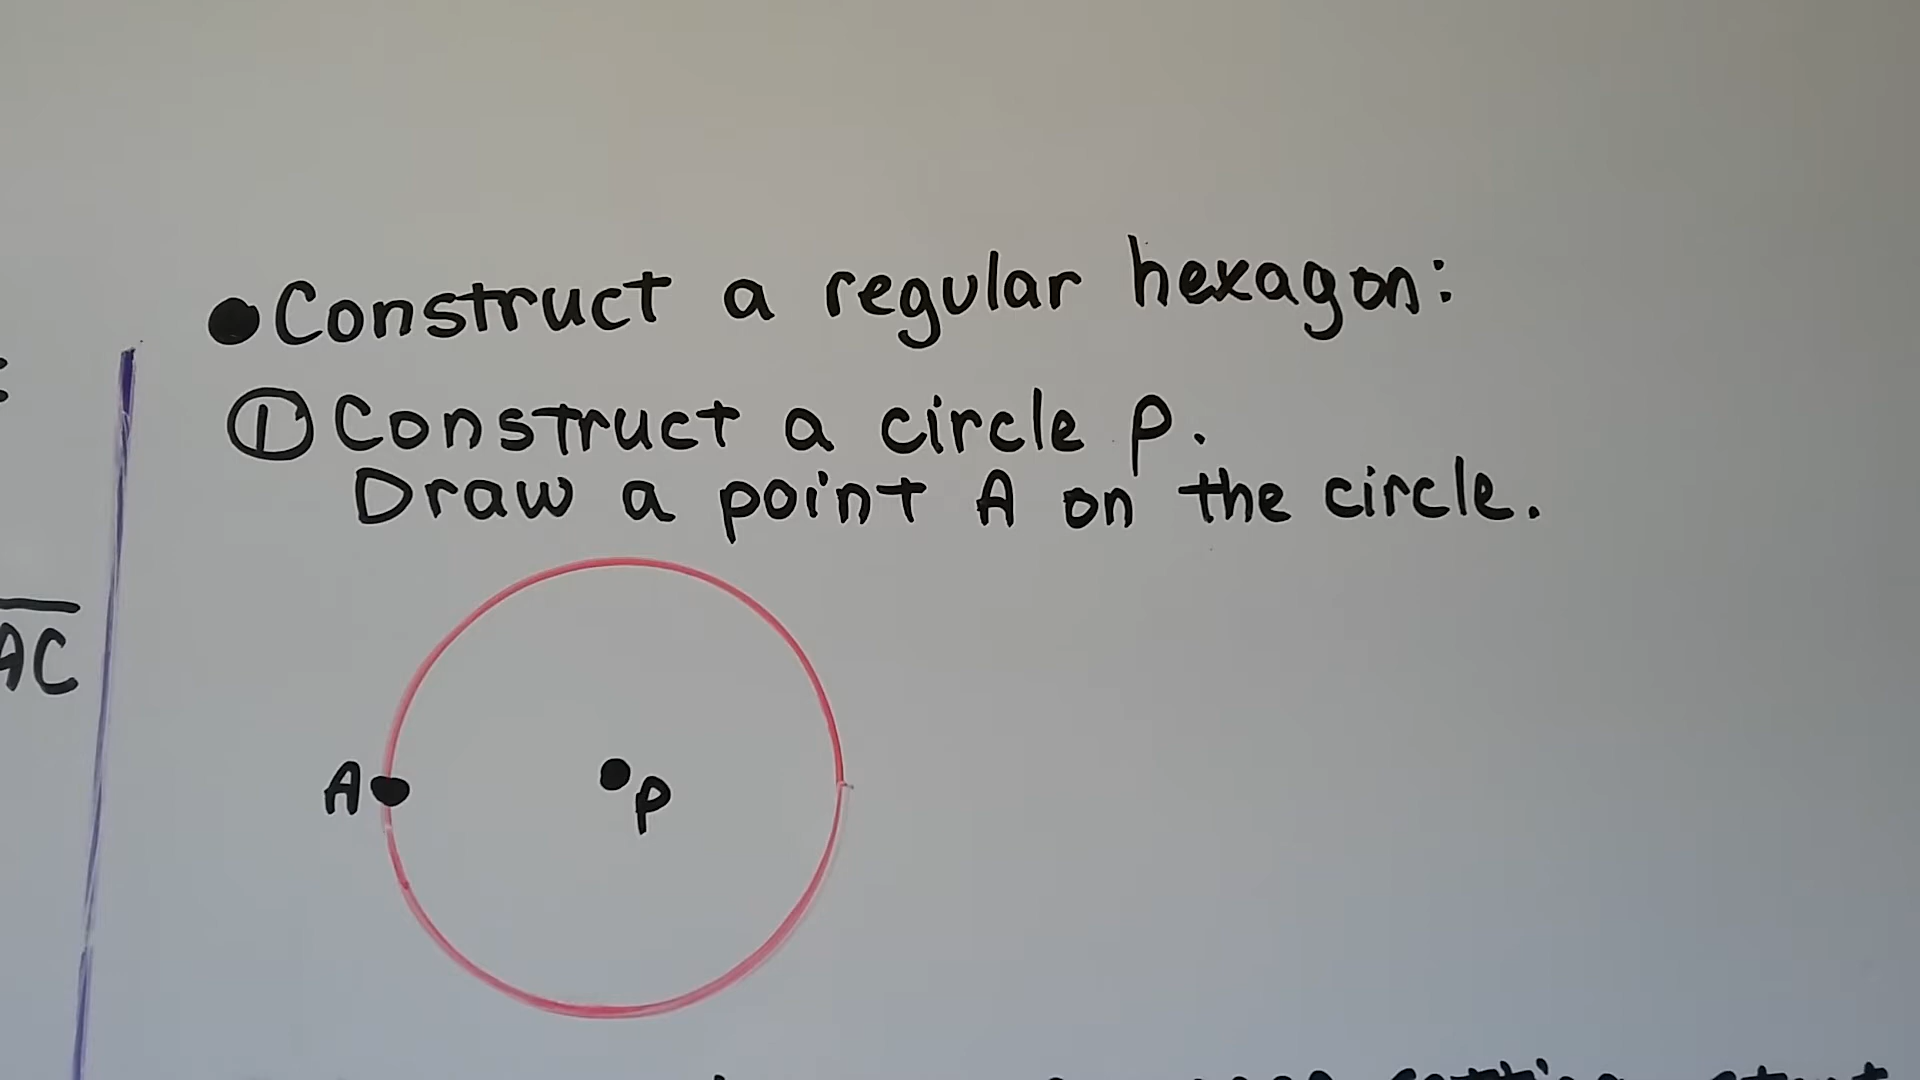 ● Construct a regular hexagon:
① Construct a circle P.
Draw a point A on the circle.
AC
A
P